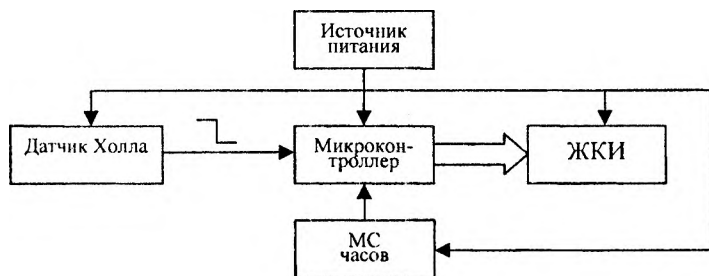 Источник
питания
Датчик Холла
Микрокон-
троллер
ЖКИ
МС
часов